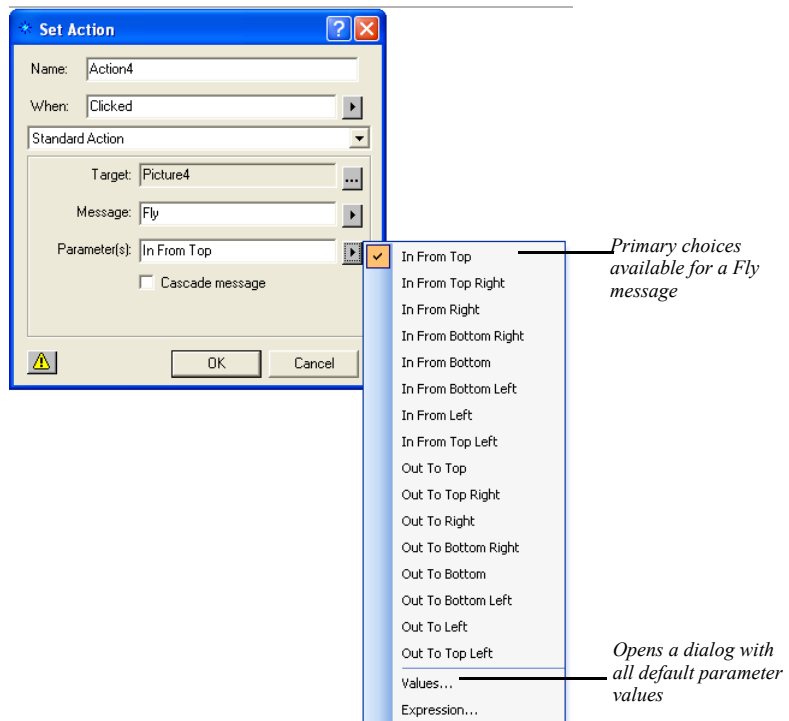 Set Action
Name: Action4
When: Clicked
Standard Action
Target: Picture4
...
Message: Fly
Parameter(s): In From Top
Cascade message
OK Cancel
In From Top
In From Top Right
In From Right
In From Bottom Right
In From Bottom
In From Bottom Left
In From Left
In From Top Left
Out To Top
Out To Top Right
Out To Right
Out To Bottom Right
Out To Bottom
Out To Bottom Left
Out To Left
Out To Top Left
Values...
Expression...
Primary choices
available for a Fly
message
Opens a dialog with
all default parameter
values